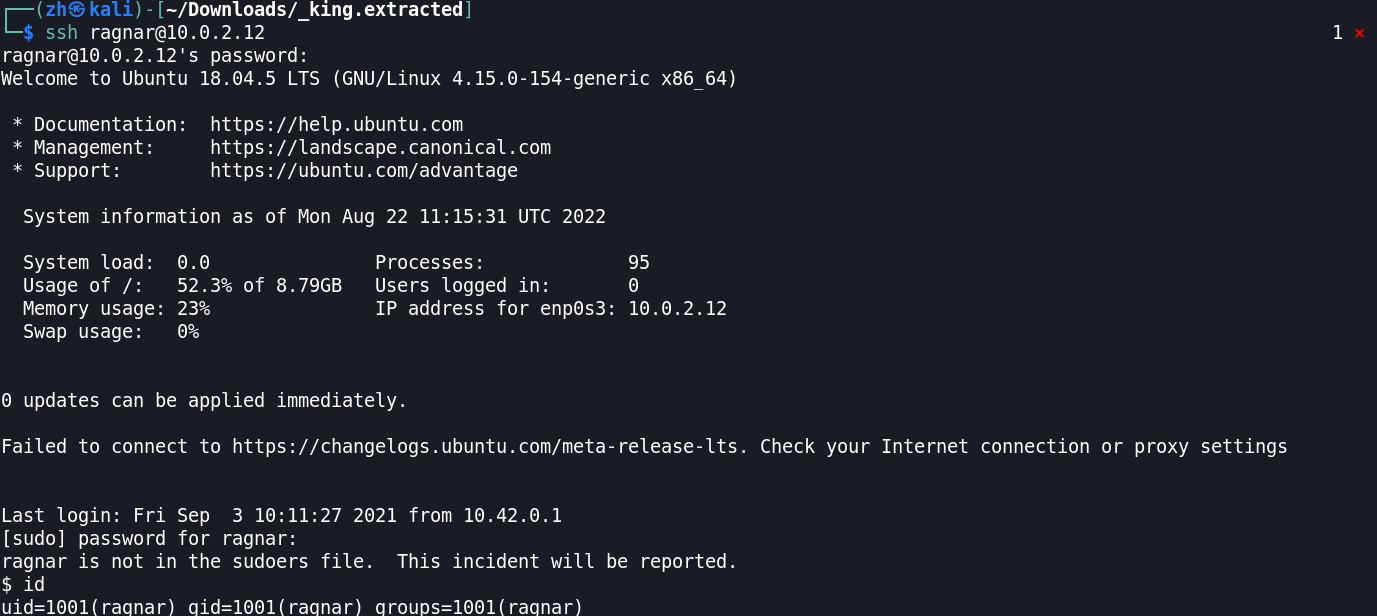 ┌──(zh㉿kali)-[~/Downloads/_king.extracted]
└─$ ssh ragnar@10.0.2.12 1 ⨯
ragnar@10.0.2.12's password:
Welcome to Ubuntu 18.04.5 LTS (GNU/Linux 4.15.0-154-generic x86_64)
* Documentation: https://help.ubuntu.com
* Management: https://landscape.canonical.com
* Support: https://ubuntu.com/advantage
System information as of Mon Aug 22 11:15:31 UTC 2022
System load: 0.0 Processes: 95
Usage of /: 52.3% of 8.79GB Users logged in: 0
Memory usage: 23% IP address for enp0s3: 10.0.2.12
Swap usage: 0%
0 updates can be applied immediately.
Failed to connect to https://changelogs.ubuntu.com/meta-release-lts. Check your Internet connection or proxy settings
Last login: Fri Sep 3 10:11:27 2021 from 10.42.0.1
[sudo] password for ragnar:
ragnar is not in the sudoers file. This incident will be reported.
$ id
uid=1001(ragnar) gid=1001(ragnar) groups=1001(ragnar)